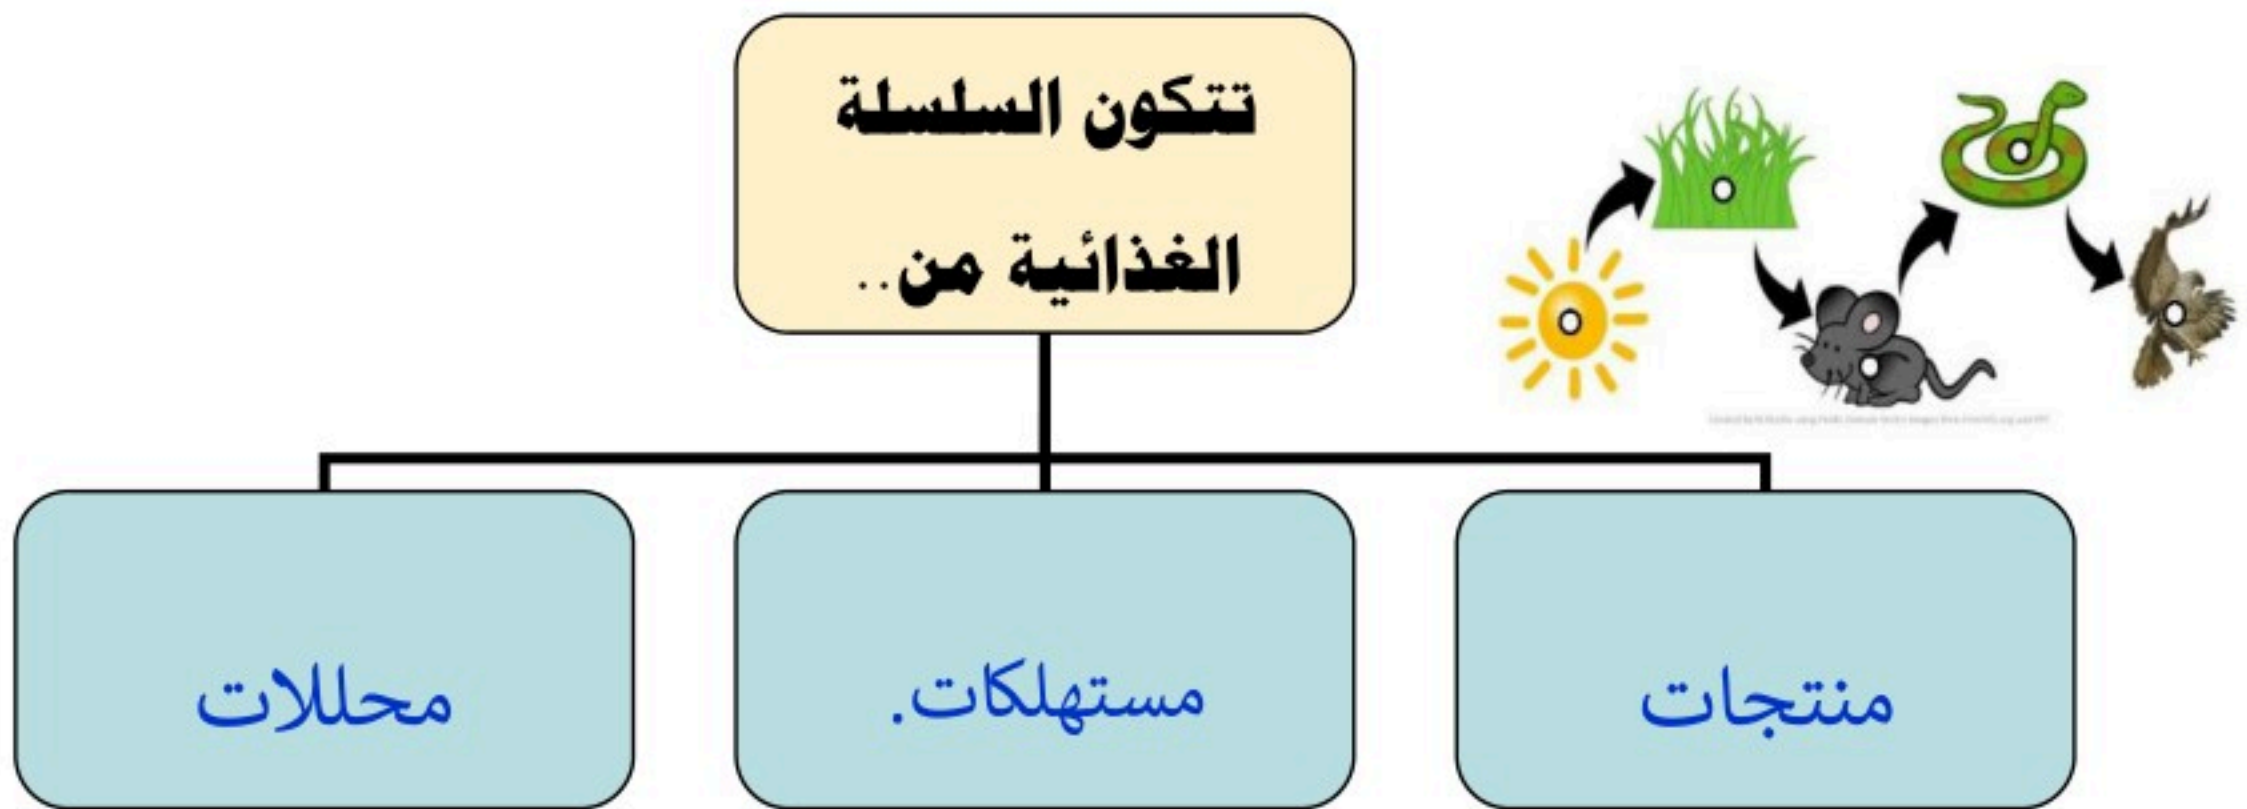 تتكون السلسلة
الغذائية من..
منتجات
مستهلكات.
محللات